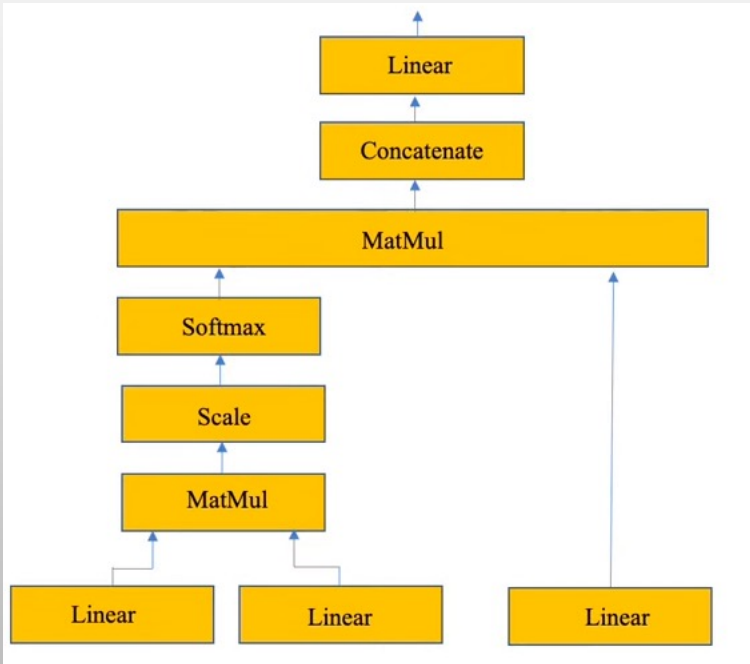 Linear
Concatenate
MatMul
Softmax
Scale
MatMul
Linear
Linear
Linear